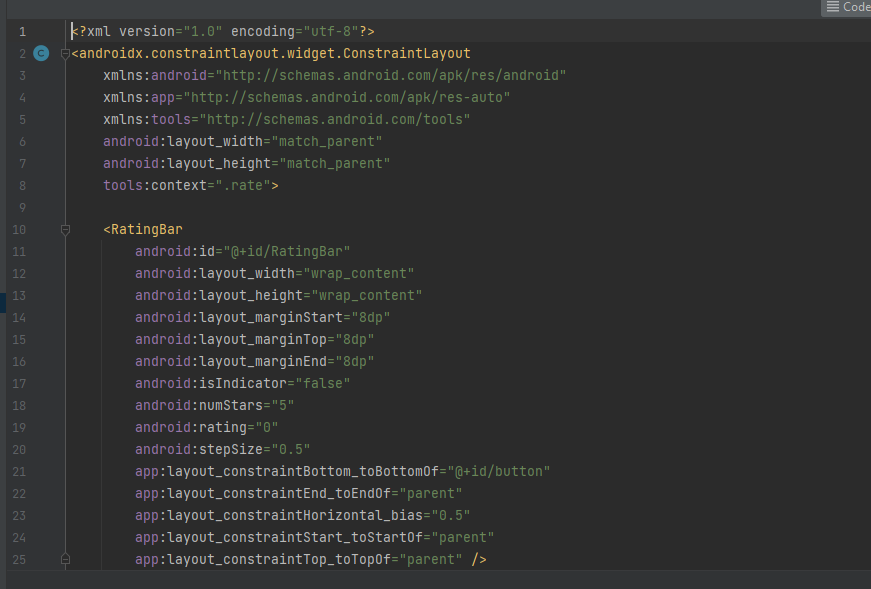 Code
1 <?xml version="1.0" encoding="utf-8"?>
2 C <androidx.constraintlayout.widget.ConstraintLayout
3 xmlns:android="http://schemas.android.com/apk/res/android"
4 xmlns:app="http://schemas.android.com/apk/res-auto"
5 xmlns:tools="http://schemas.android.com/tools"
6 android:layout_width="match_parent"
7 android:layout_height="match_parent"
8 tools:context=".rate">
9
10 <RatingBar
11 android:id="@+id/RatingBar"
12 android:layout_width="wrap_content"
13 android:layout_height="wrap_content"
14 android:layout_marginStart="8dp"
15 android:layout_marginTop="8dp"
16 android:layout_marginEnd="8dp"
17 android:isIndicator="false"
18 android:numStars="5"
19 android:rating="0"
20 android:stepSize="0.5"
21 app:layout_constraintBottom_toBottomOf="@+id/button"
22 app:layout_constraintEnd_toEndOf="parent"
23 app:layout_constraintHorizontal_bias="0.5"
24 app:layout_constraintStart_toStartOf="parent"
25 app:layout_constraintTop_toTopOf="parent" />